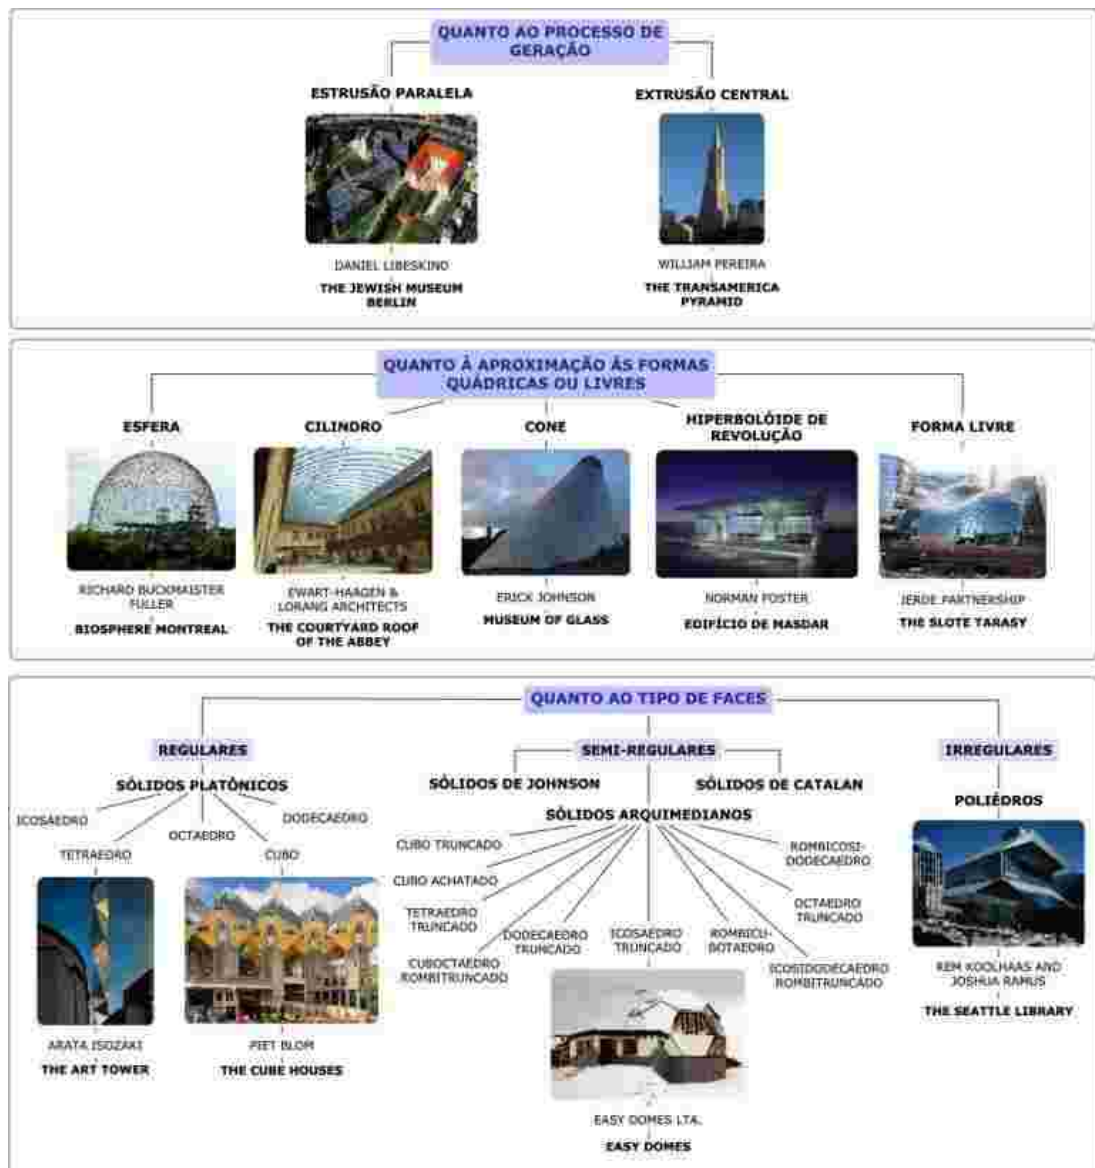 QUANTO AO PROCESSO DE
GERAÇÃO
ESTRUSÃO PARALELA
EXTRUSÃO CENTRAL
DANIEL LIBESKIND
WILLIAM PEREIRA
THE JEWISH MUSEUM
BERLIN
THE TRANSAMERICA
PYRAMID
QUANTO À APROXIMAÇÃO ÀS FORMAS
QUÁDRICAS OU LIVRES
ESFERA
CILINDRO
CONE
HIPERBOLÓIDE DE
REVOLUÇÃO
FORMA LIVRE
RICHARD BUCKMAISTER
FULLER
EWART-HAAGEN &
LORANG ARCHITECTS
ERICK JOHNSON
NORMAN FOSTER
JERDE PARTNERSHIP
BIOSPHERE MONTREAL
THE COURTYARD ROOF
OF THE ABBEY
MUSEUM OF GLASS
EDIFÍCIO DE MASDAR
THE SLOTE TARASY
QUANTO AO TIPO DE FACES
REGULARES
SEMI-REGULARES
IRREGULARES
SÓLIDOS PLATÔNICOS
SÓLIDOS DE JOHNSON
SÓLIDOS DE CATALAN
POLIÉDROS
SÓLIDOS ARQUIMEDIANOS
ICOSAEDRO
TETRAEDRO
OCTAEDRO
CUBO
DODECAEDRO
CUBO TRUNCADO
CUBO ACHATADO
TETRAEDRO
TRUNCADO
CUBOCTAEDRO
ROMBITRUNCADO
DODECAEDRO
TRUNCADO
ICOSAEDRO
TRUNCADO
ROMBICU-
BOTAEDRO
ICOSIDODECAEDRO
ROMBITRUNCADO
OCTAEDRO
TRUNCADO
ROMBICOSI-
DODECAEDRO
ARATA ISOZAKI
THE ART TOWER
PIET BLOM
THE CUBE HOUSES
EASY DOMES LTA.
EASY DOMES
REM KOOLHAAS AND
JOSHUA RAMUS
THE SEATTLE LIBRARY